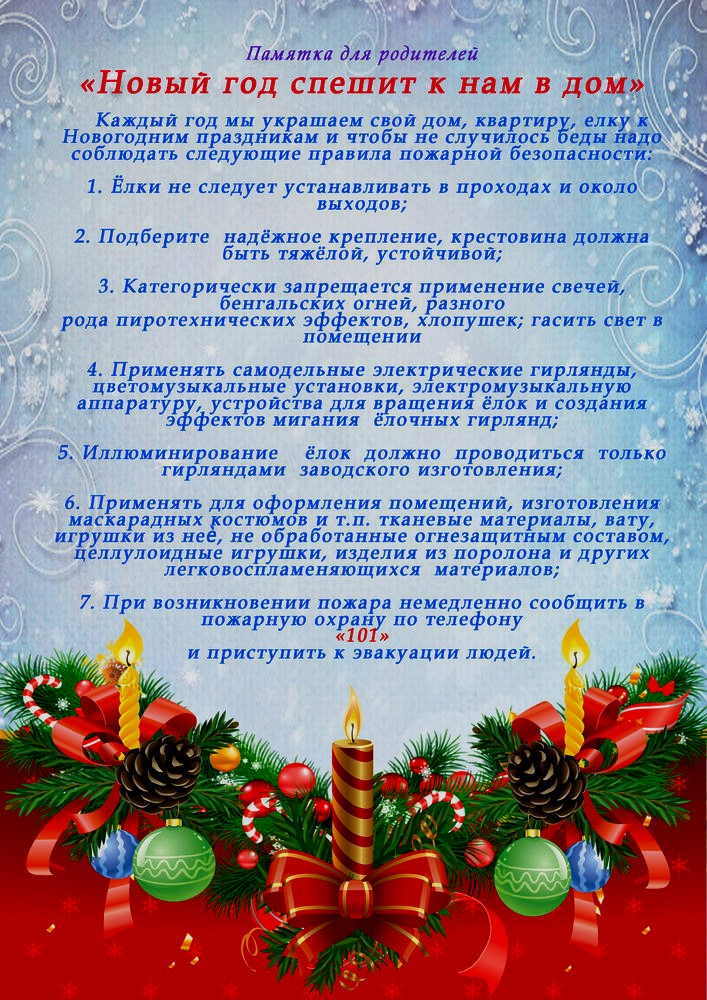 Памятка для родителей
«Новый год спешит к нам в дом»
Каждый год мы украшаем свой дом, квартиру, елку к
Новогодним праздникам и чтобы не случилось беды надо
соблюдать следующие правила пожарной безопасности:
1. Ёлки не следует устанавливать в проходах и около
выходов;
2. Подберите надёжное крепление, крестовина должна
быть тяжёлой, устойчивой;
3. Категорически запрещается применение свечей,
бенгальских огней, разного
рода пиротехнических эффектов, хлопушек; гасить свет в
помещении
4. Применять самодельные электрические гирлянды,
цветомузыкальные установки, электромузыкальную
аппаратуру, устройства для вращения ёлок и создания
эффектов мигания ёлочных гирлянд;
5. Иллюминирование ёлок должно проводиться только
гирляндами заводского изготовления;
6. Применять для оформления помещений, изготовления
маскарадных костюмов и т.п. тканевые материалы, вату,
игрушки из неё, не обработанные огнезащитным составом,
целлулоидные игрушки, изделия из поролона и других
легковоспламеняющихся материалов;
7. При возникновении пожара немедленно сообщить в
пожарную охрану по телефону
«101»
и приступить к эвакуации людей.